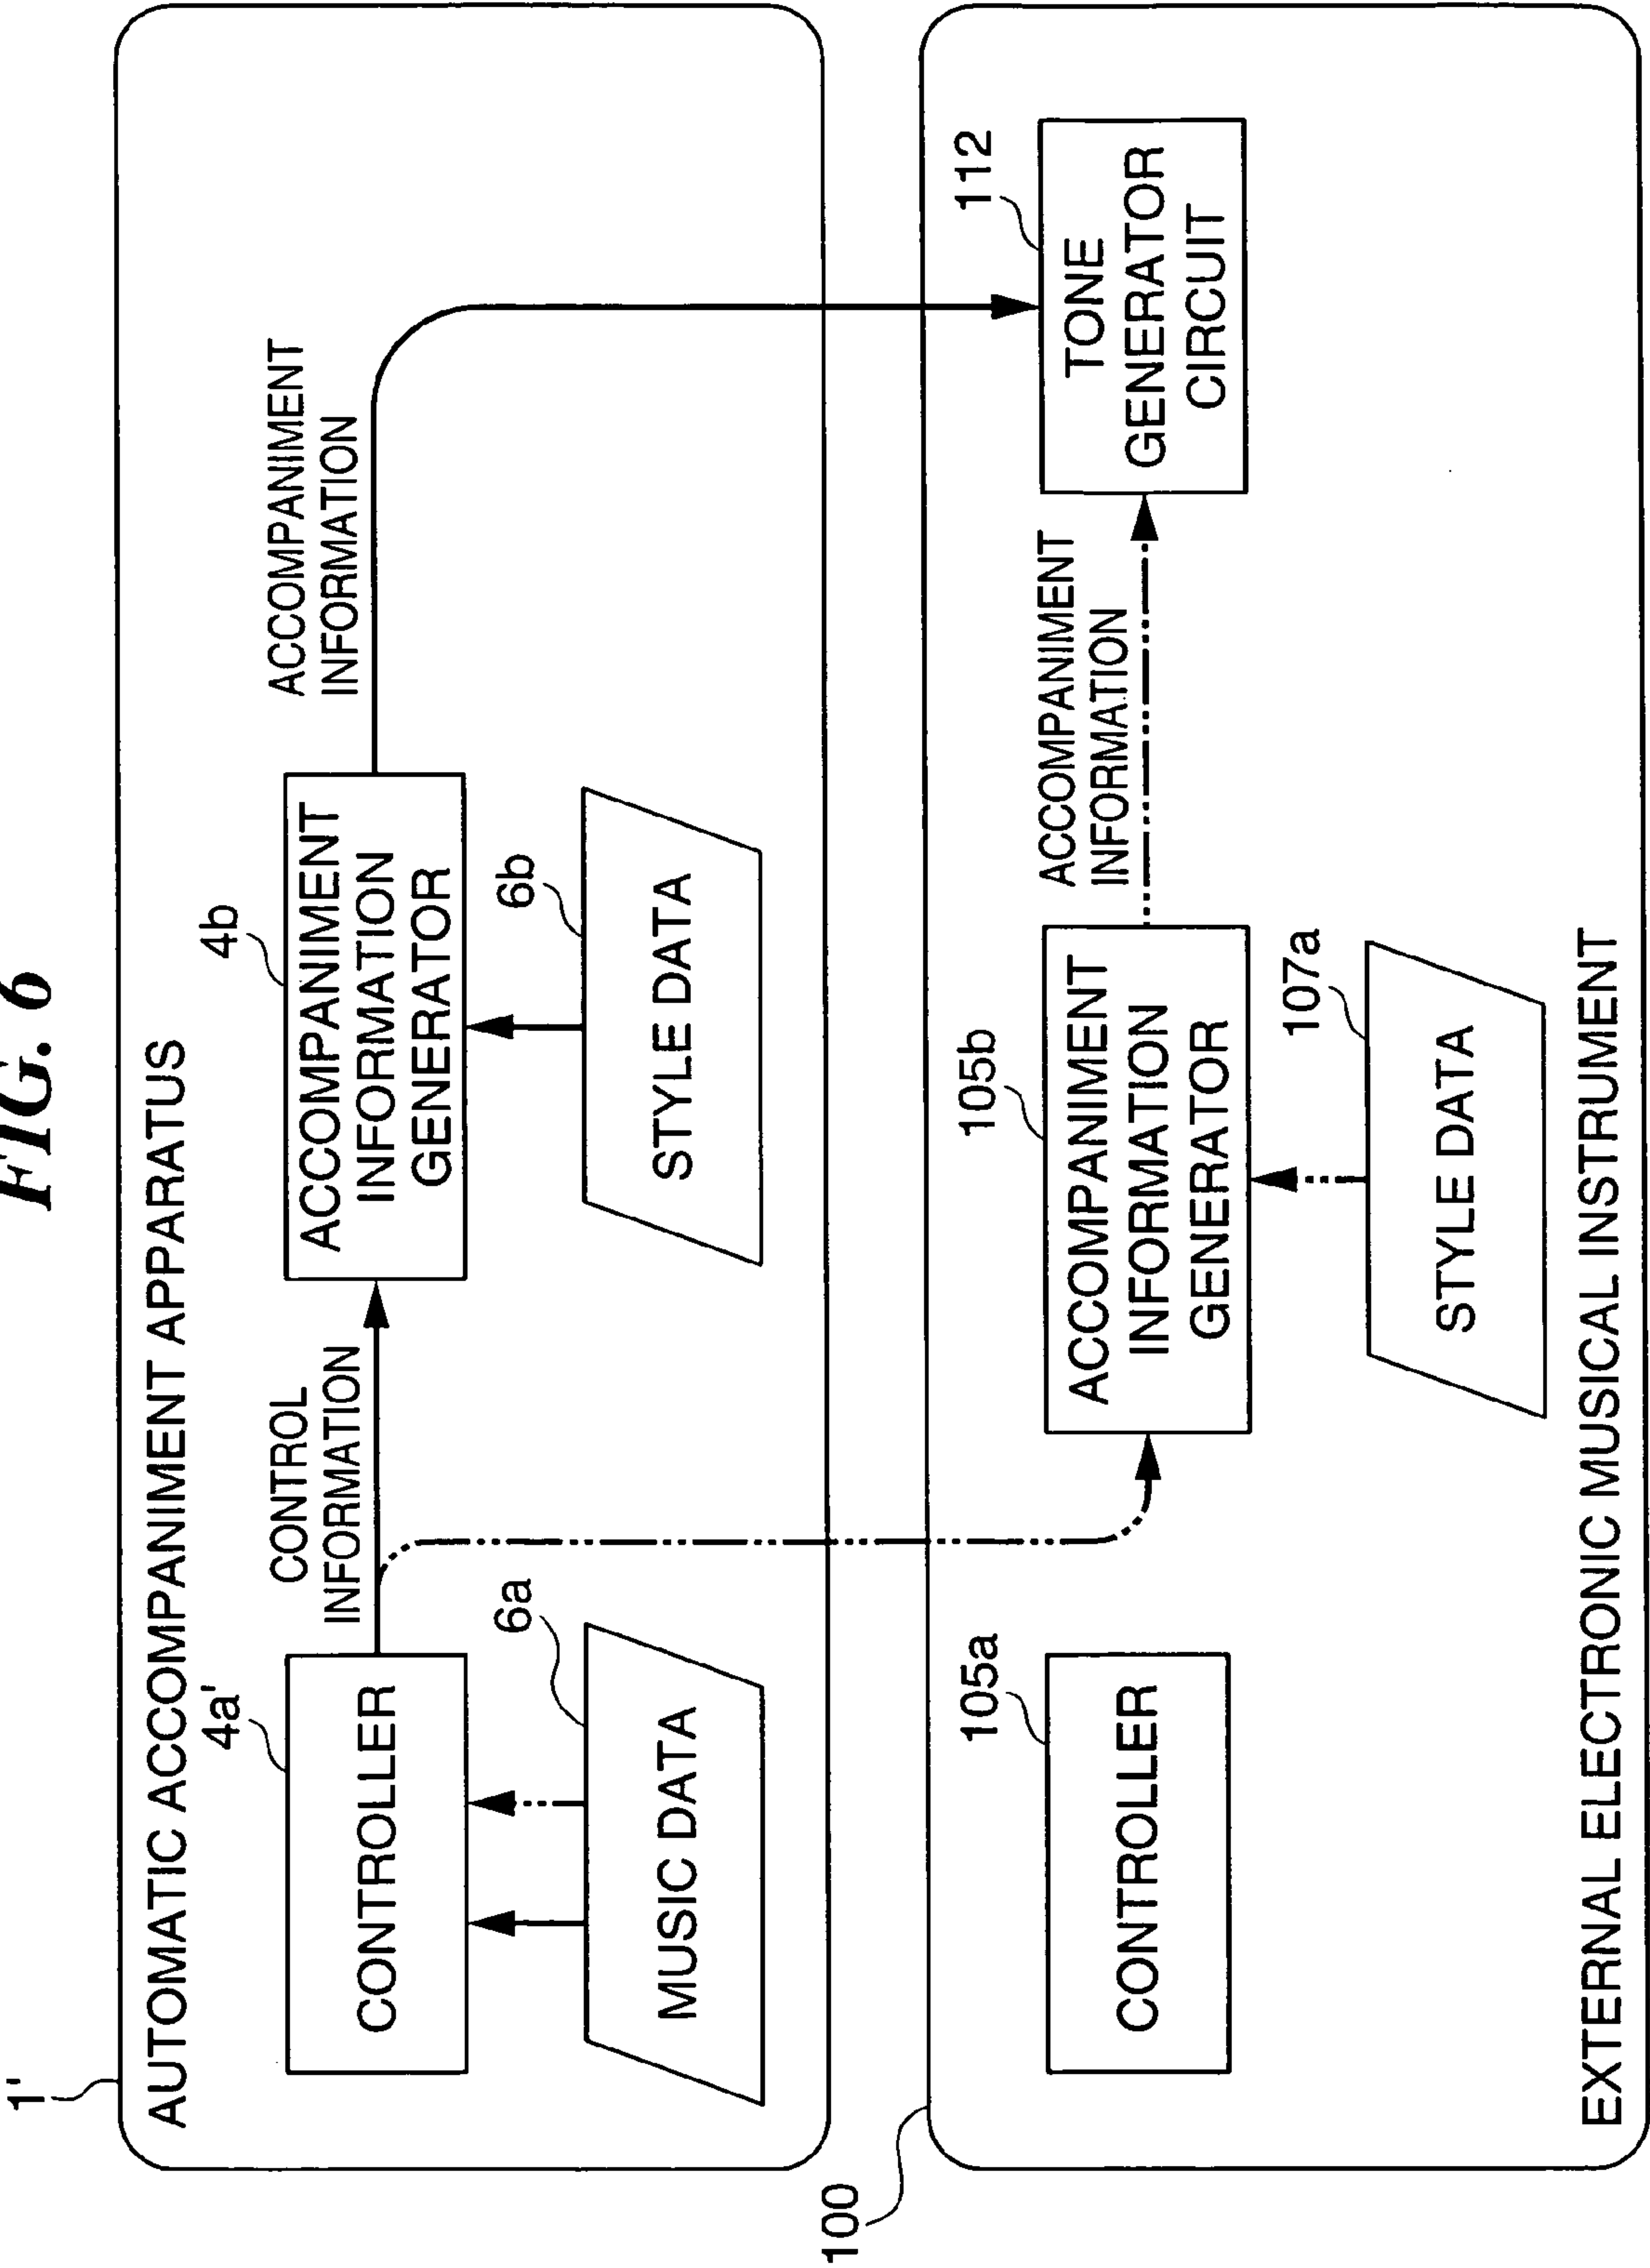 FIG. 6
1'
AUTOMATIC ACCOMPANIMENT APPARATUS
4a'
CONTROLLER
6a
MUSIC DATA
CONTROL
INFORMATION
4b
ACCOMPANIMENT
INFORMATION
GENERATOR
6b
STYLE DATA
ACCOMPANIMENT
INFORMATION
100
105a
CONTROLLER
105b
ACCOMPANIMENT
INFORMATION
GENERATOR
107a
STYLE DATA
ACCOMPANIMENT
INFORMATION
112
TONE
GENERATOR
CIRCUIT
EXTERNAL ELECTRONIC MUSICAL INSTRUMENT